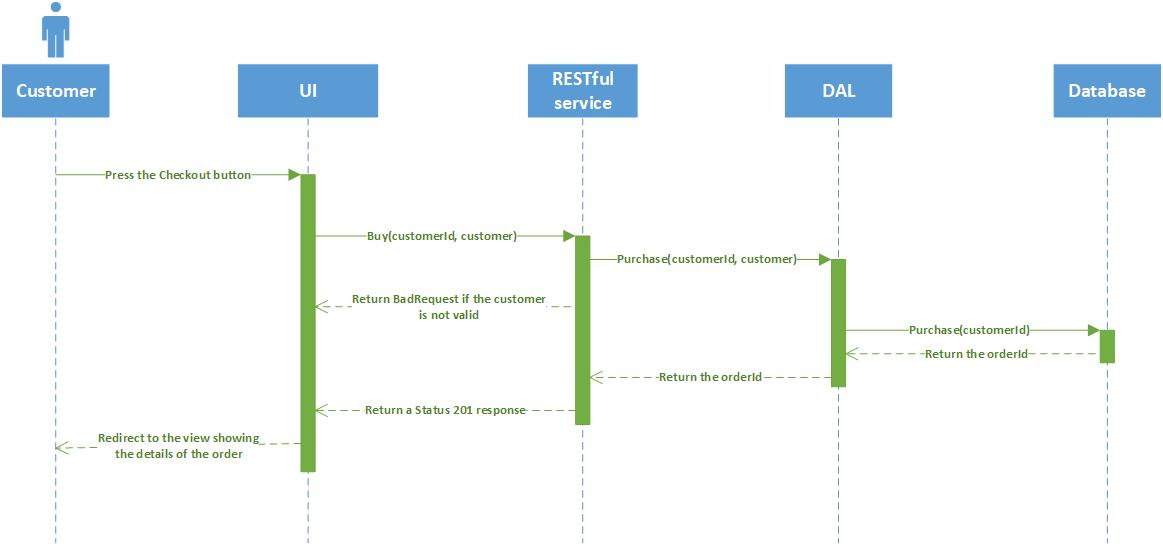 Customer
UI
RESTful
service
DAL
Database
Press the Checkout button
Buy(customerId, customer)
Purchase(customerId, customer)
Return BadRequest if the customer
is not valid
Purchase(customerId)
Return the orderId
Return the orderId
Return a Status 201 response
Redirect to the view showing
the details of the order